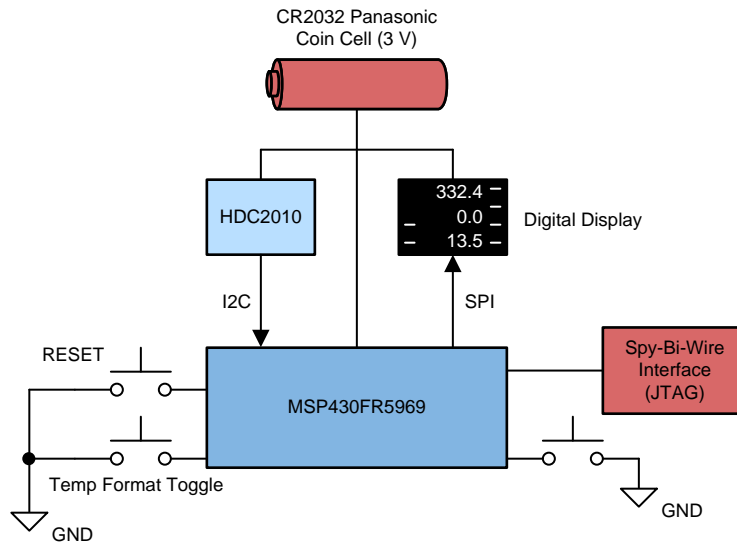 CR2032 Panasonic
Coin Cell (3 V)
HDC2010
332.4
0.0
13.5
Digital Display
I2C
SPI
RESET
MSP430FR5969
Spy-Bi-Wire
Interface
(JTAG)
Temp Format Toggle
GND
GND